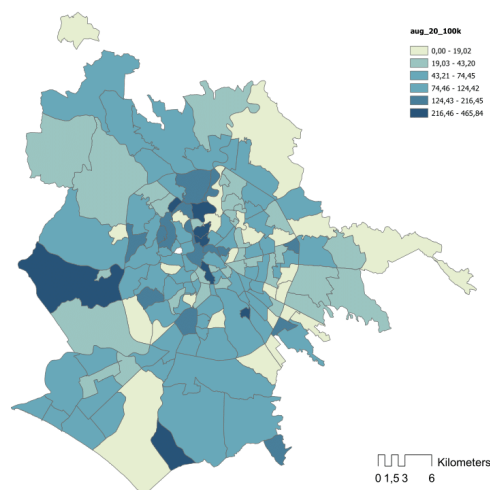 aug_20_100k
0,00 - 19,02
19,03 - 43,20
43,21 - 74,45
74,46 - 124,42
124,43 - 216,45
216,46 - 465,84
Kilometers
0 1,5 3 6